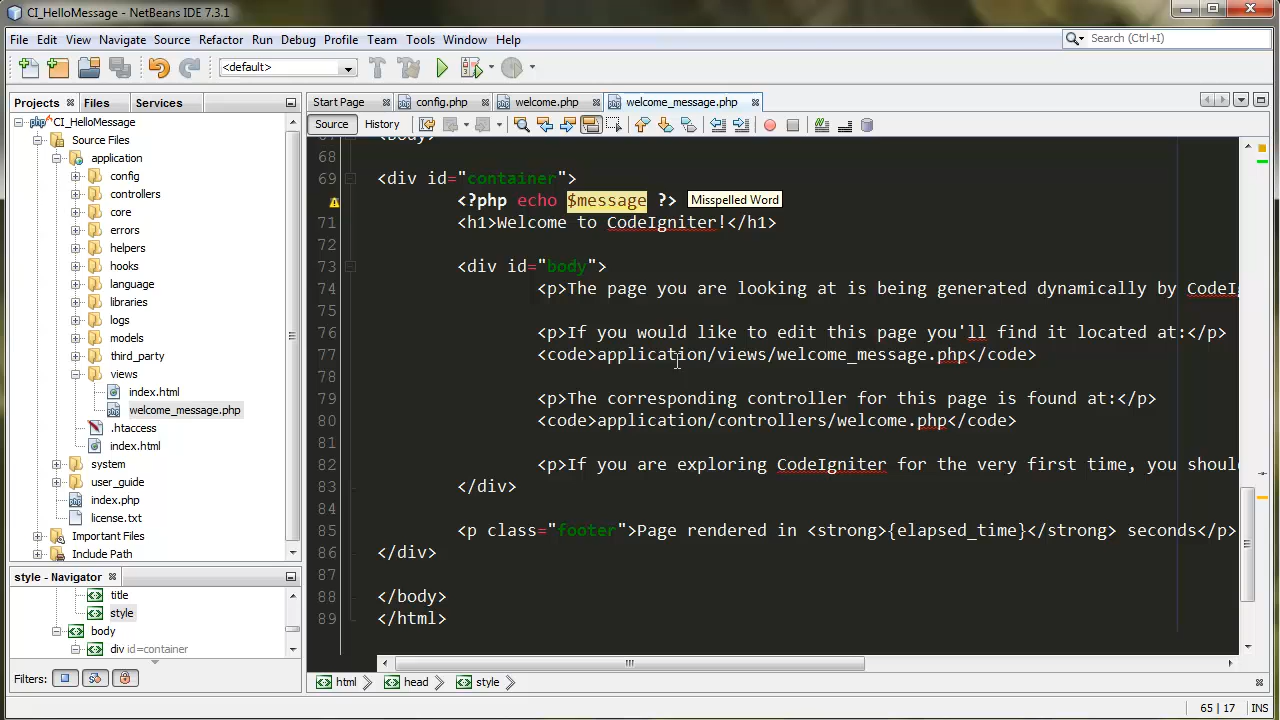 CI_HelloMessage - NetBeans IDE 7.3.1
File Edit View Navigate Source Refactor Run Debug Profile Team Tools Window Help
Search (Ctrl+I)
<default>
Projects Files Services
Start Page config.php welcome.php welcome_message.php
Source History
CI_HelloMessage
Source Files
application
config
controllers
core
errors
helpers
hooks
language
libraries
logs
models
third_party
views
index.html
welcome_message.php
.htaccess
index.html
system
user_guide
index.php
license.txt
Important Files
Include Path
style - Navigator
title
style
body
div id=container
Filters:
67 <body>
68
69 <div id="container">
<?php echo $message ?> Misspelled Word
71 <h1>Welcome to CodeIgniter!</h1>
72
73 <div id="body">
74 <p>The page you are looking at is being generated dynamically by CodeIg
75
76 <p>If you would like to edit this page you'll find it located at:</p>
77 <code>application/views/welcome_message.php</code>
78
79 <p>The corresponding controller for this page is found at:</p>
80 <code>application/controllers/welcome.php</code>
81
82 <p>If you are exploring CodeIgniter for the very first time, you shoul
83 </div>
84
85 <p class="footer">Page rendered in <strong>{elapsed_time}</strong> seconds</p>
86 </div>
87
88 </body>
89 </html>
html head style
65 | 17 INS